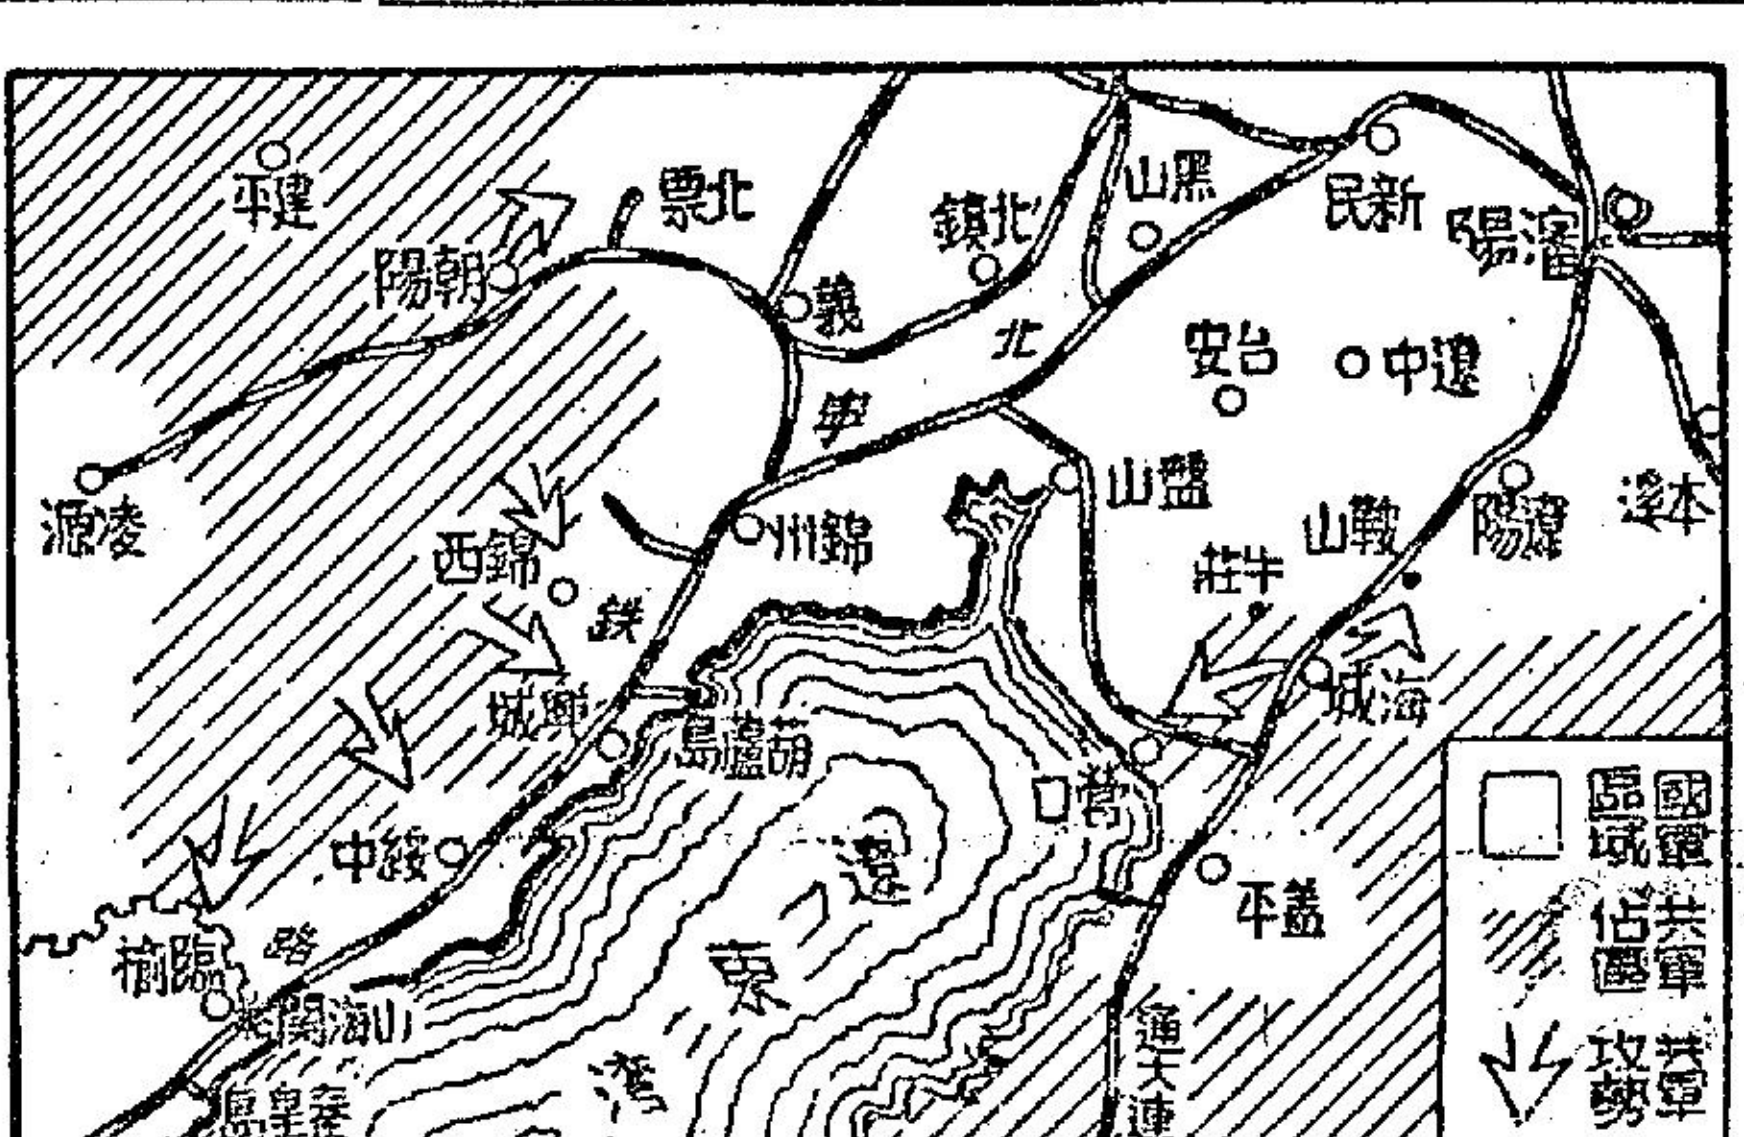 平建
票北
陽朝
義
鎮北
山黑
民新
陽瀋
北
寧
安台
中遼
源凌
西錦
州錦
鉄
山盤
莊牛
山鞍
陽遼
溪本
城興
島蘆葫
城海
口營
中綏
平蓋
榆臨
路
關海山
島皇秦
遼
東
灣
通大連
國軍
區域
共軍
佔區
共軍
攻勢